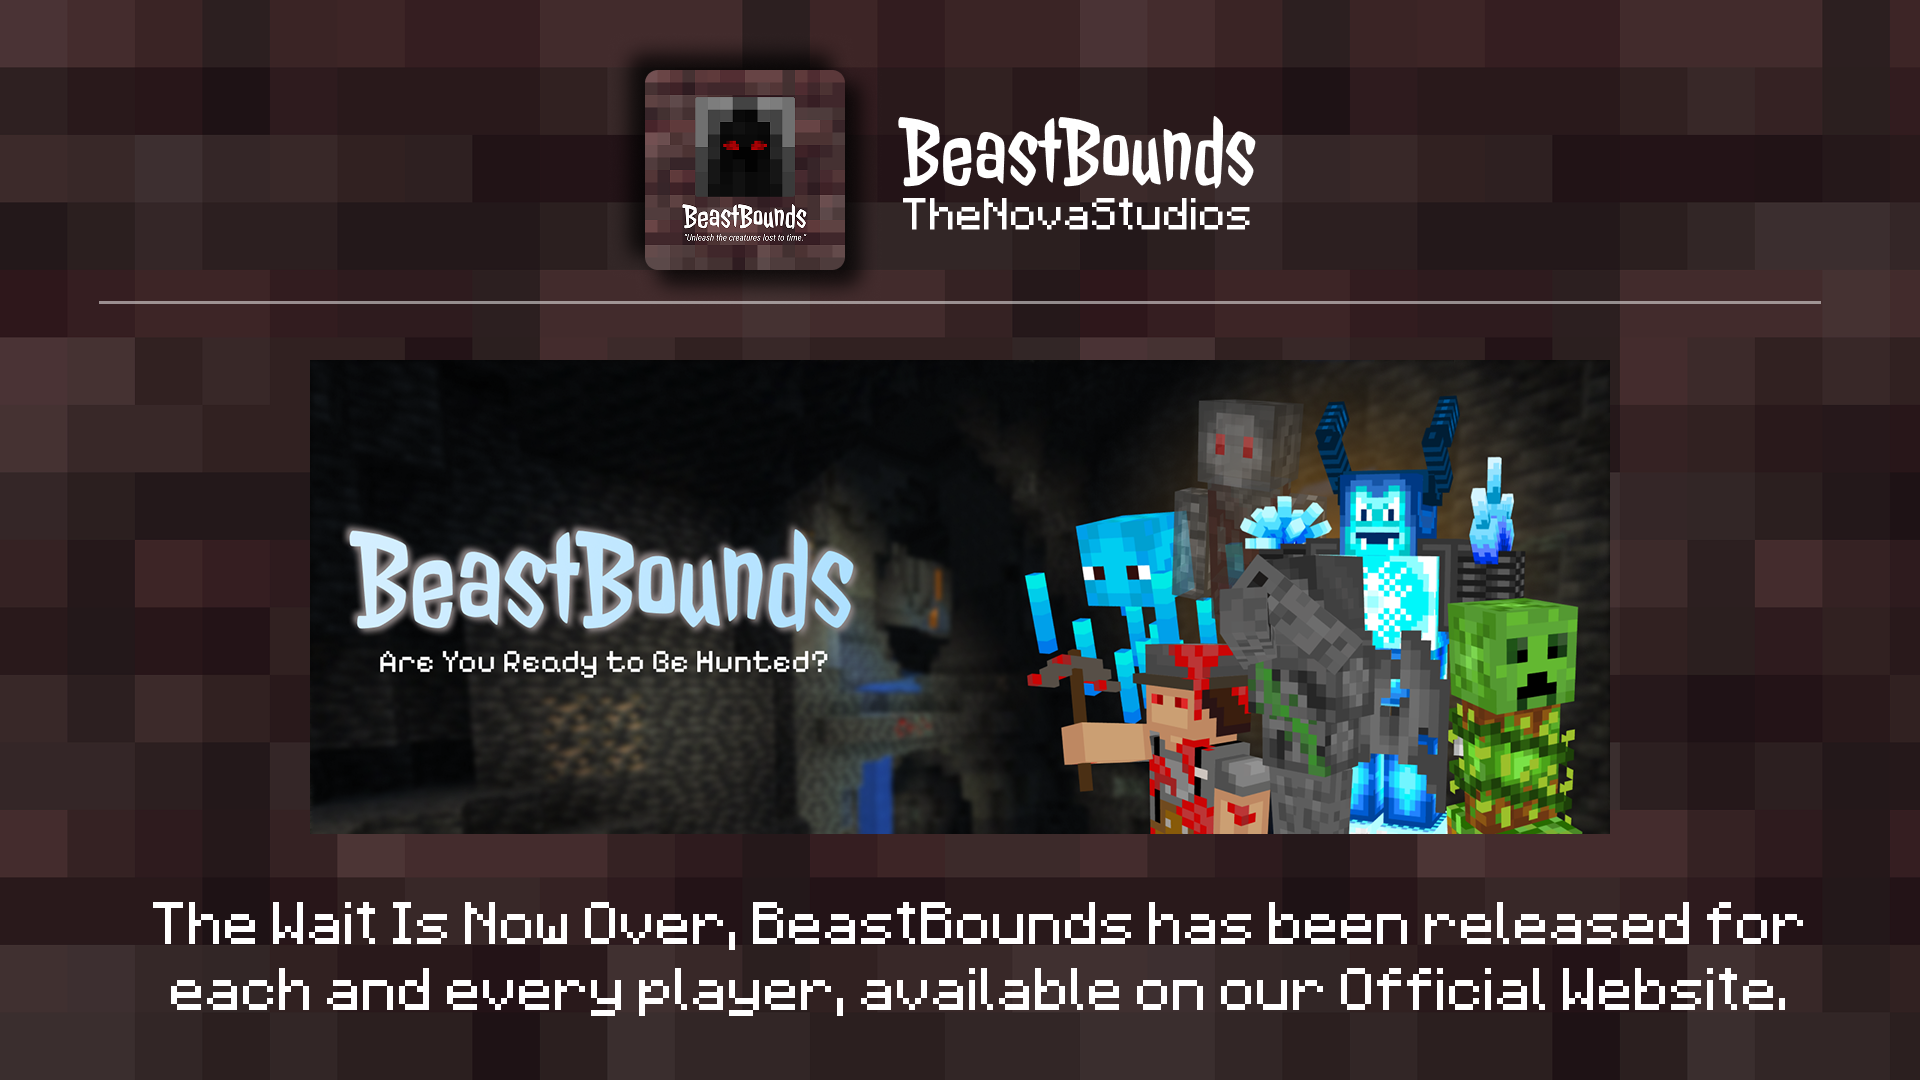 BeastBounds
"Unleash the creatures lost to time."
BeastBounds
TheNovaStudios
BeastBounds
Are You Ready to Be Hunted?
The Wait Is Now Over, BeastBounds has been released for
each and every player, available on our Official Website.